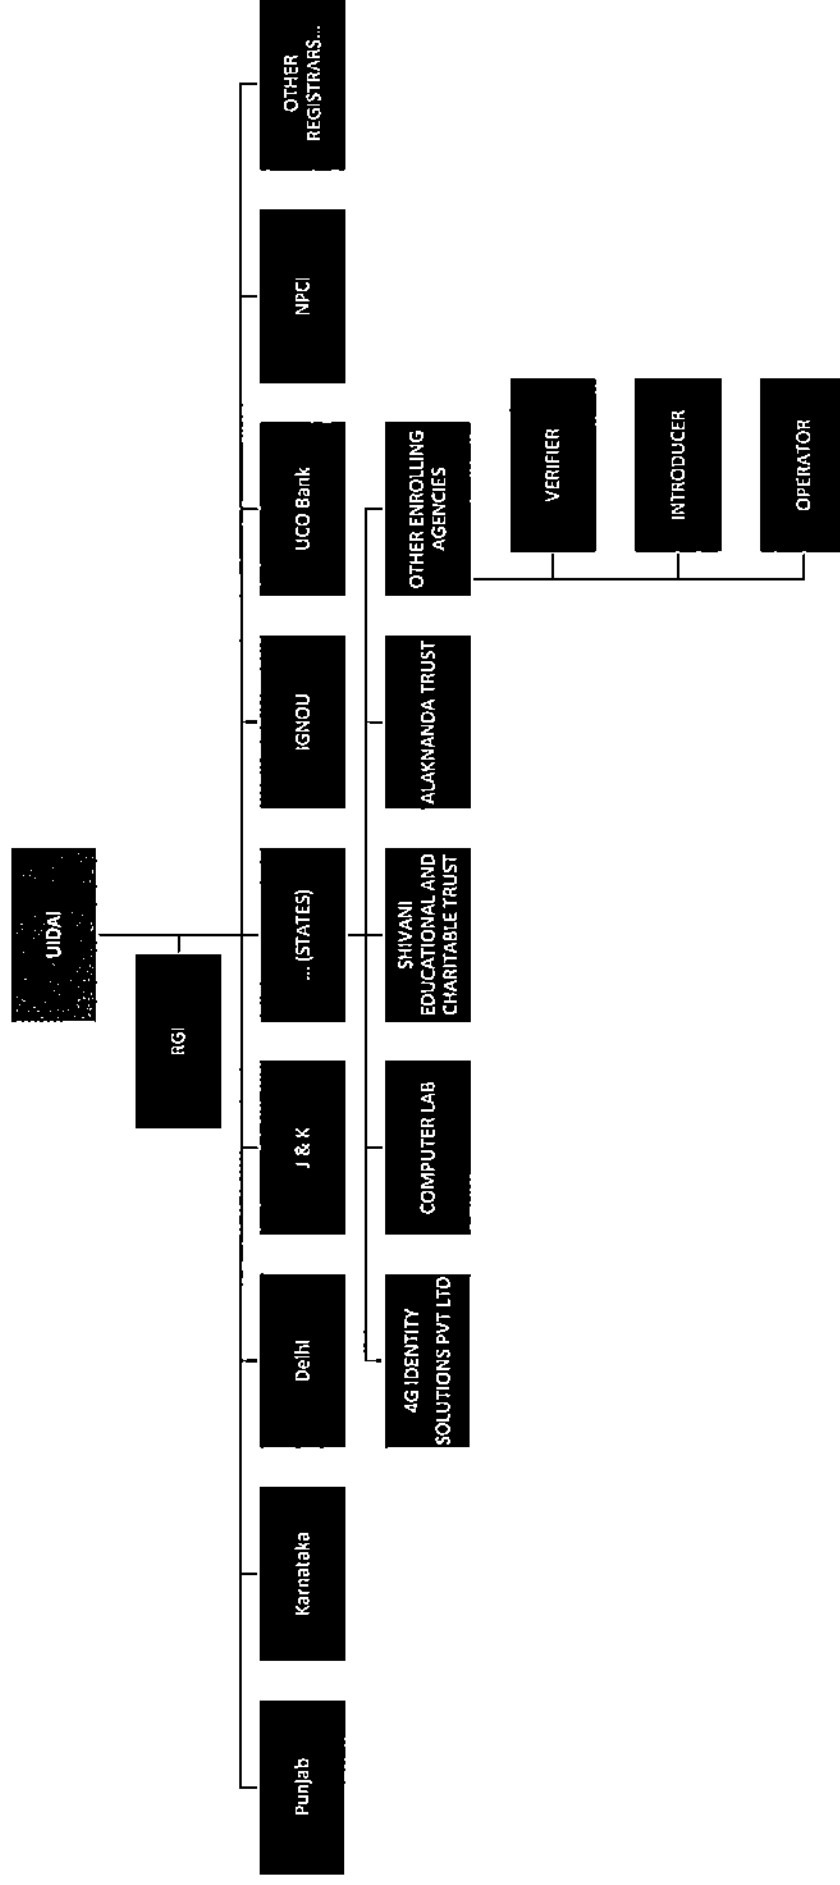 UIDAI
RGI
Punjab
Karnataka
Delhi
J & K
... (STATES)
IGNOU
UCO Bank
NPCI
OTHER
REGISTRARS...
4G IDENTITY
SOLUTIONS PVT LTD
COMPUTER LAB
SHIVANI
EDUCATIONAL AND
CHARITABLE TRUST
ALAKNANDA TRUST
OTHER ENROLLING
AGENCIES
VERIFIER
INTRODUCER
OPERATOR